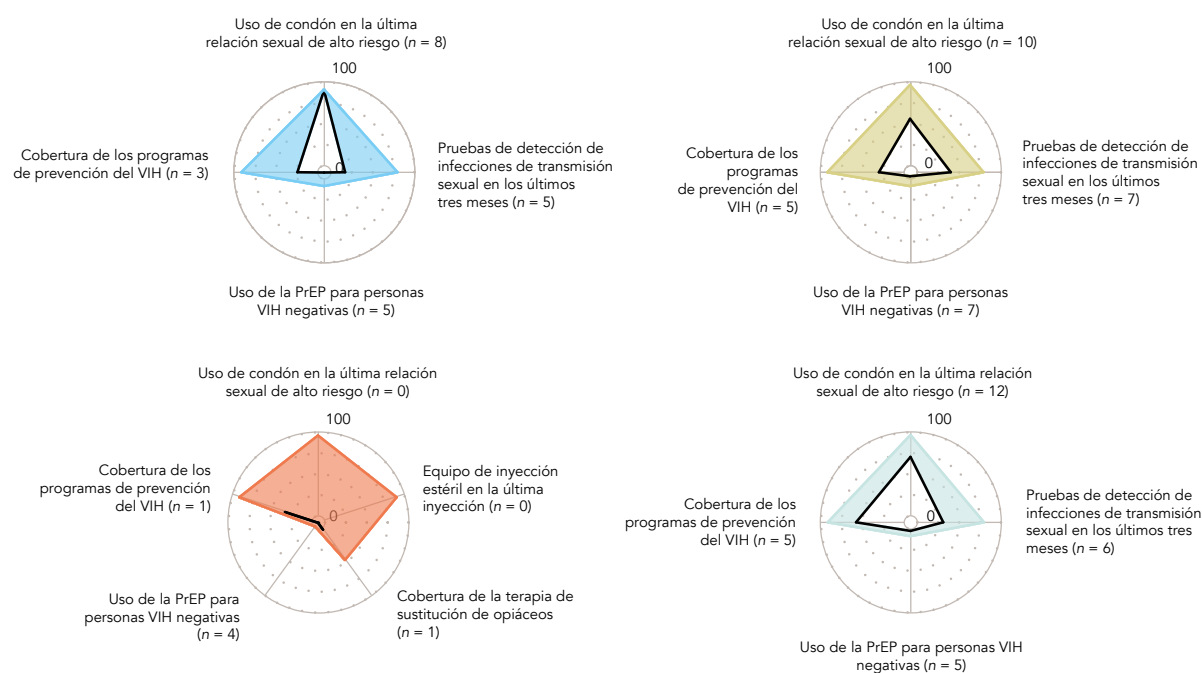 Uso de condón en la última
relación sexual de alto riesgo (n = 8)
100
0
Cobertura de los programas
de prevención del VIH (n = 3)
Pruebas de detección de
infecciones de transmisión
sexual en los últimos
tres meses (n = 5)
Uso de la PrEP para personas
VIH negativas (n = 5)
Uso de condón en la última
relación sexual de alto riesgo (n = 10)
100
0
Cobertura de los
programas
de prevención del
VIH (n = 5)
Pruebas de detección de
infecciones de transmisión
sexual en los últimos
tres meses (n = 7)
Uso de la PrEP para personas
VIH negativas (n = 7)
Uso de condón en la última relación
sexual de alto riesgo (n = 0)
100
0
Cobertura de los
programas de prevención
del VIH (n = 1)
Equipo de inyección
estéril en la última
inyección (n = 0)
Uso de la PrEP para
personas VIH negativas
(n = 4)
Cobertura de la terapia de
sustitución de opiáceos
(n = 1)
Uso de condón en la última relación
sexual de alto riesgo (n = 12)
100
0
Cobertura de los
programas de prevención
del VIH (n = 5)
Pruebas de detección de
infecciones de transmisión
sexual en los últimos tres
meses (n = 6)
Uso de la PrEP para personas VIH
negativas (n = 5)